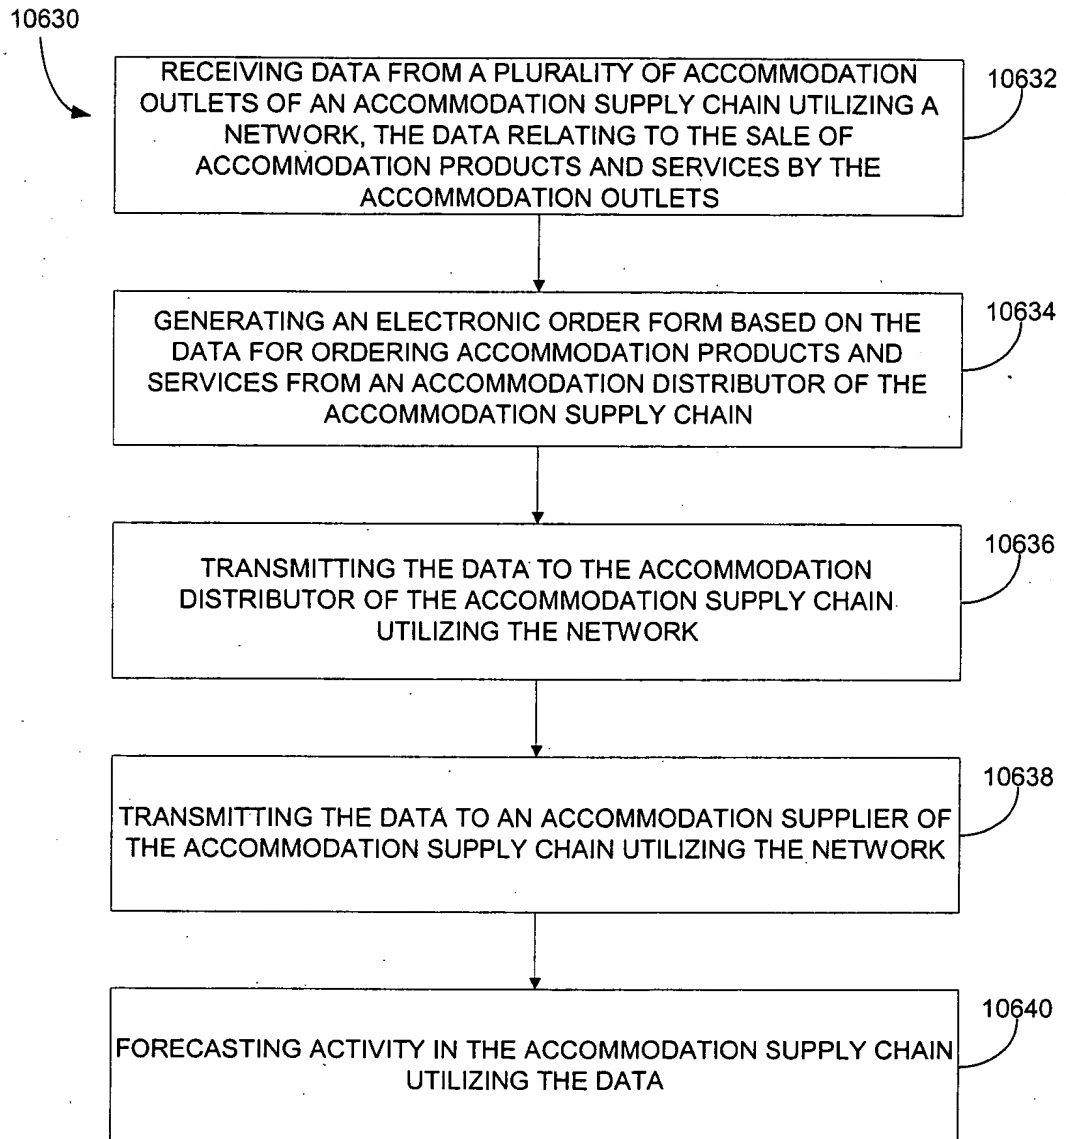 10630
RECEIVING DATA FROM A PLURALITY OF ACCOMMODATION
OUTLETS OF AN ACCOMMODATION SUPPLY CHAIN UTILIZING A
NETWORK, THE DATA RELATING TO THE SALE OF
ACCOMMODATION PRODUCTS AND SERVICES BY THE
ACCOMMODATION OUTLETS
10632
GENERATING AN ELECTRONIC ORDER FORM BASED ON THE
DATA FOR ORDERING ACCOMMODATION PRODUCTS AND
SERVICES FROM AN ACCOMMODATION DISTRIBUTOR OF THE
ACCOMMODATION SUPPLY CHAIN
10634
TRANSMITTING THE DATA TO THE ACCOMMODATION
DISTRIBUTOR OF THE ACCOMMODATION SUPPLY CHAIN
UTILIZING THE NETWORK
10636
TRANSMITTING THE DATA TO AN ACCOMMODATION SUPPLIER OF
THE ACCOMMODATION SUPPLY CHAIN UTILIZING THE NETWORK
10638
FORECASTING ACTIVITY IN THE ACCOMMODATION SUPPLY CHAIN
UTILIZING THE DATA
10640